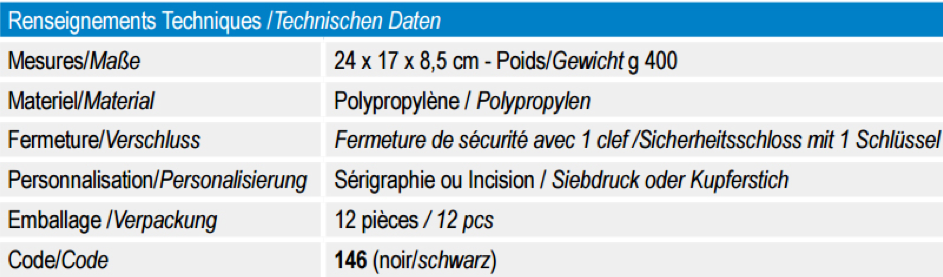 Renseignements Techniques /Technischen Daten
Mesures/Maße 24 x 17 x 8,5 cm - Poids/Gewicht g 400
Materiel/Material Polypropylène / Polypropylen
Fermeture/Verschluss Fermeture de sécurité avec 1 clef /Sicherheitsschloss mit 1 Schlüssel
Personnalisation/Personalisierung Sérigraphie ou Incision / Siebdruck oder Kupferstich
Emballage /Verpackung 12 pièces / 12 pcs
Code/Code 146 (noir/schwarz)